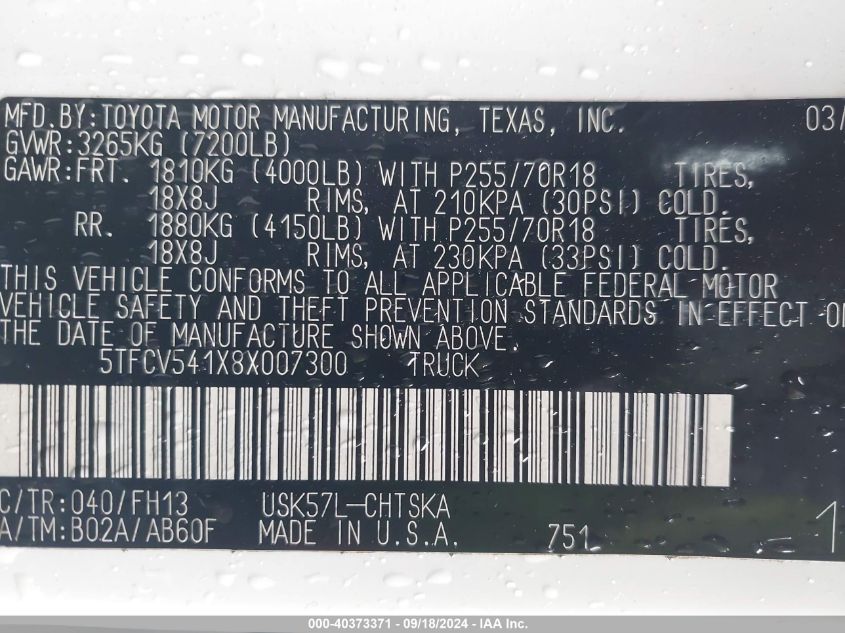 MFD.BY:TOYOTA MOTOR MANUFACTURING, TEXAS, INC. 03/
GVWR:3265KG (7200LB)
GAWR:FRT. 1810KG (4000LB) WITH P255/70R18 TIRES,
18X8J RIMS, AT 210KPA (30PSI) COLD.
RR. 1880KG (4150LB) WITH P255/70R18 TIRES,
18X8J RIMS, AT 230KPA (33PSI) COLD.
THIS VEHICLE CONFORMS TO ALL APPLICABLE FEDERAL MOTOR
VEHICLE SAFETY AND THEFT PREVENTION STANDARDS IN EFFECT ON
THE DATE OF MANUFACTURE SHOWN ABOVE.
5TFCV541X8X007300 TRUCK
C/TR:040/FH13 USK57L-CHTSKA
A/TM:B02A/AB60F MADE IN U.S.A. 751 1
000-40373371 - 09/18/2024 - IAA Inc.